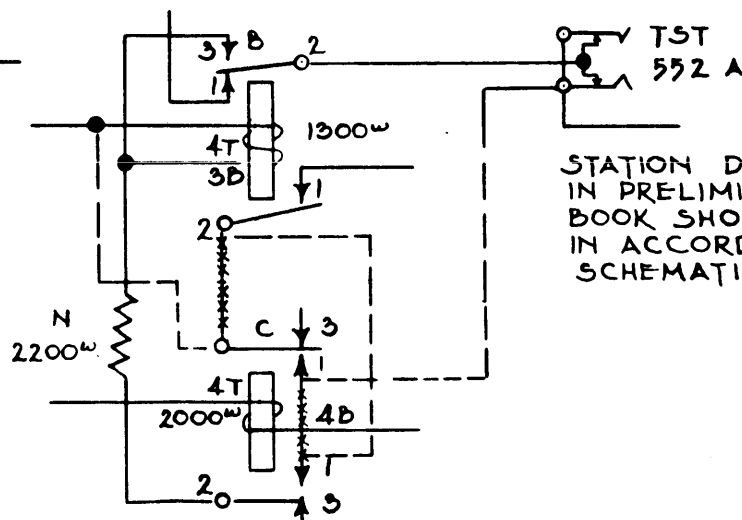 3 B 2
1
TST
552 A
1300ω
4T
3B
1
2
STATION D
IN PRELIMI
BOOK SHO
IN ACCORD
SCHEMATI
N
2200ω
C 3
1
4T
2000ω
4B
1
2
3